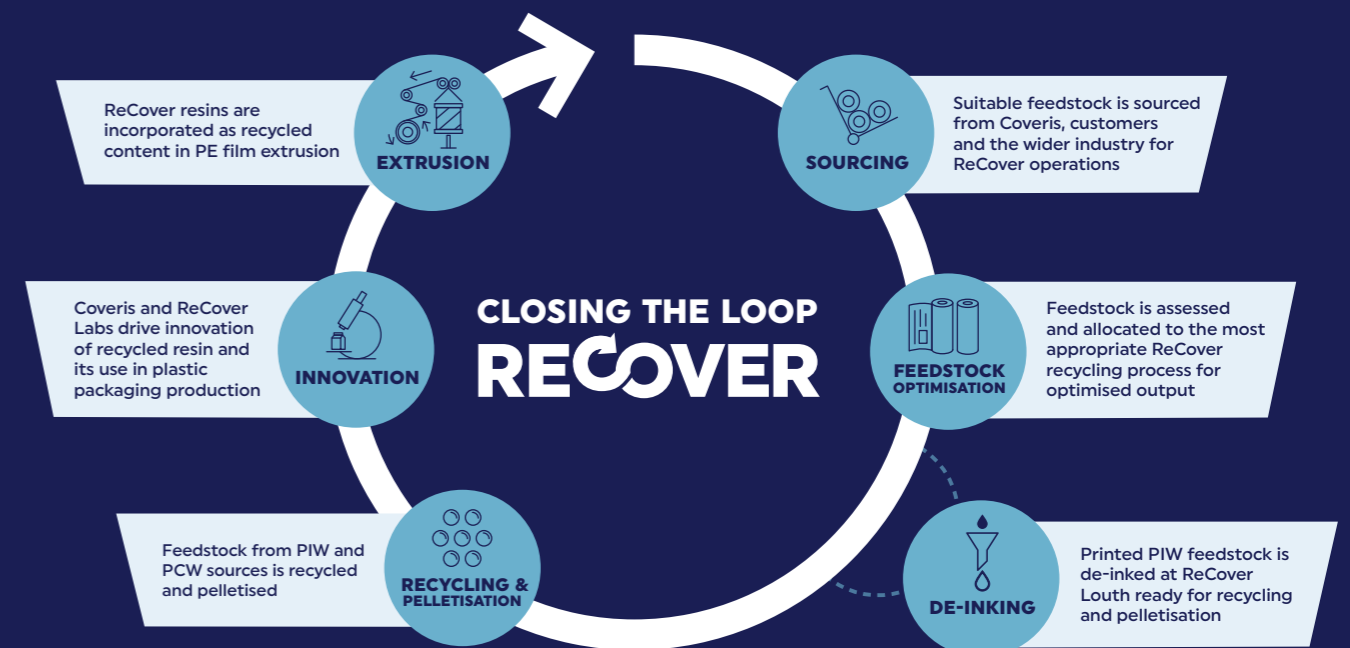 CLOSING THE LOOP
RECOVER
SOURCING
Suitable feedstock is sourced
from Coveris, customers
and the wider industry for
ReCover operations
FEEDSTOCK
OPTIMISATION
Feedstock is assessed
and allocated to the most
appropriate ReCover
recycling process for
optimised output
DE-INKING
Printed PIW feedstock is
de-inked at ReCover
Louth ready for recycling
and pelletisation
RECYCLING &
PELLETISATION
Feedstock from PIW and
PCW sources is recycled
and pelletised
INNOVATION
Coveris and ReCover
Labs drive innovation
of recycled resin and
its use in plastic
packaging production
EXTRUSION
ReCover resins are
incorporated as recycled
content in PE film extrusion